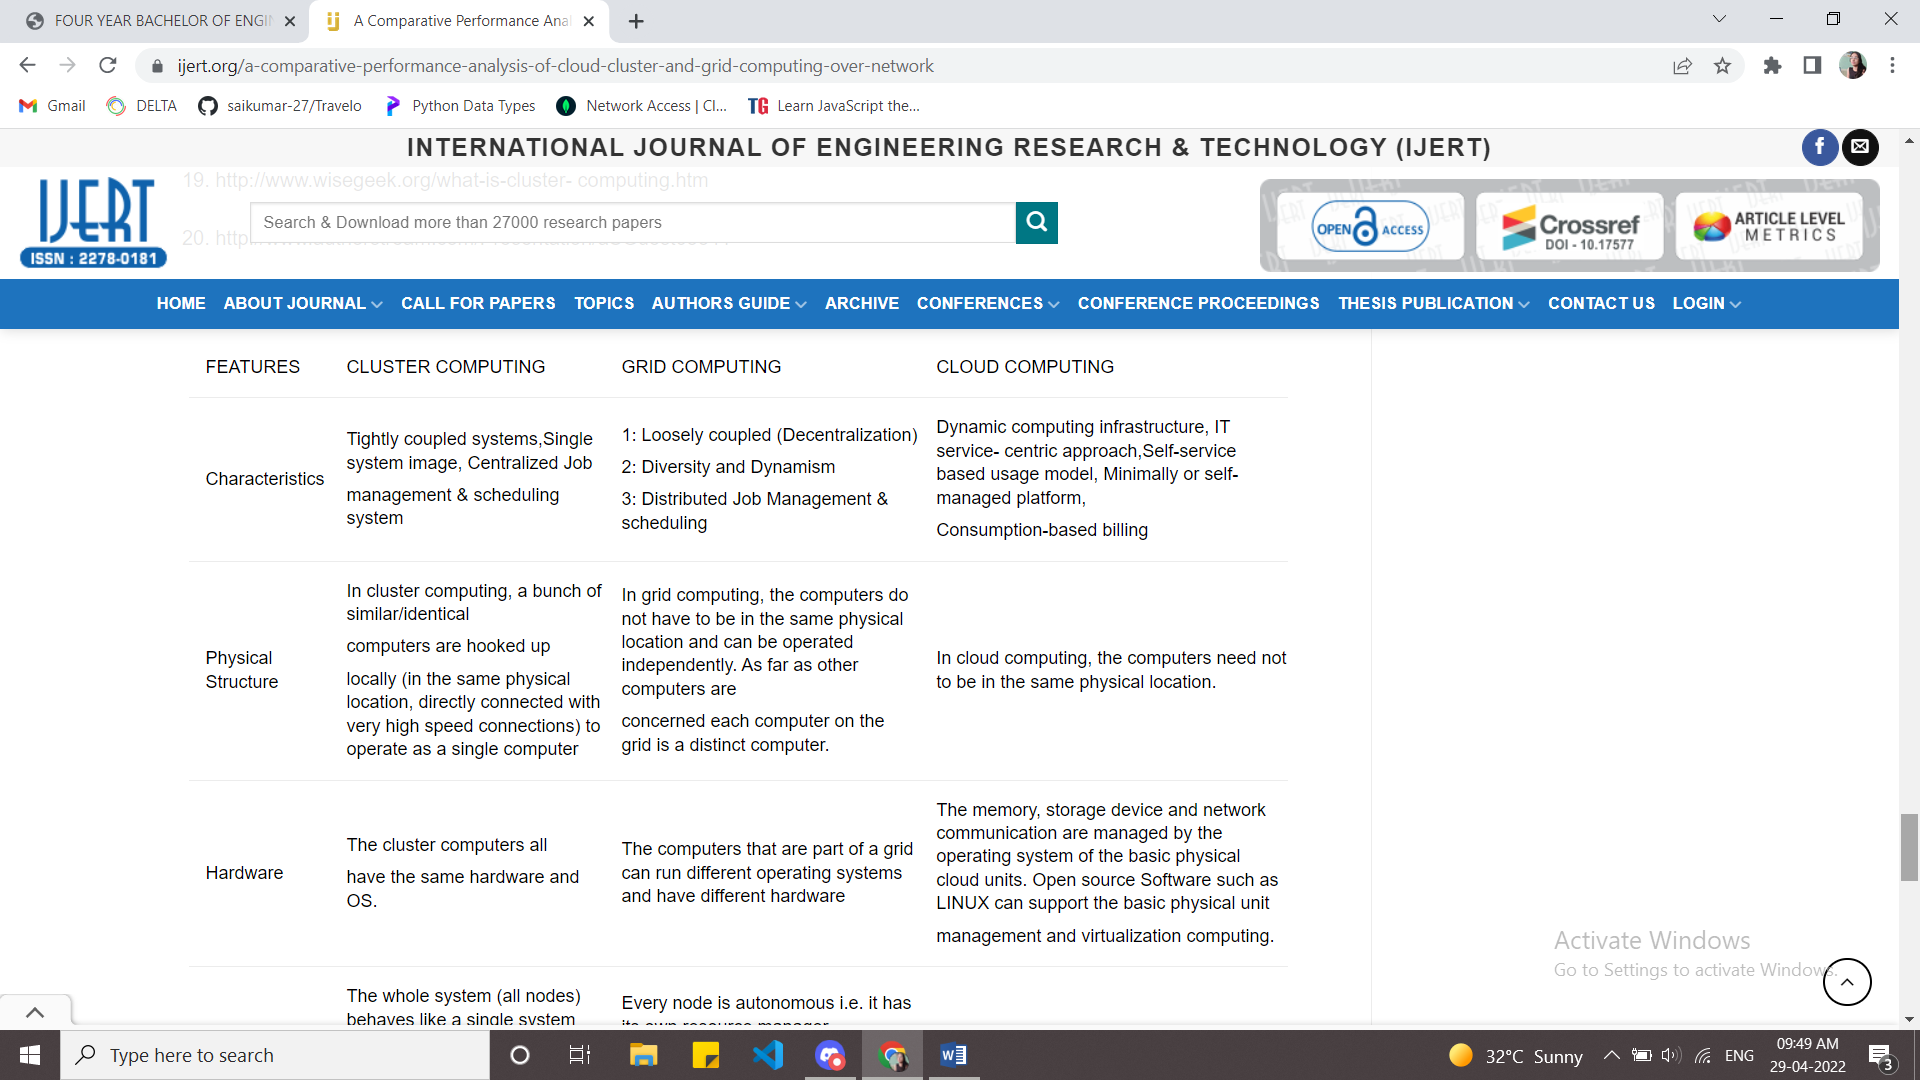 FOUR YEAR BACHELOR OF ENGIN
A Comparative Performance Anal
ijert.org/a-comparative-performance-analysis-of-cloud-cluster-and-grid-computing-over-network
Gmail
DELTA
saikumar-27/Travelo
Python Data Types
Network Access | Cl...
TG Learn JavaScript the...
INTERNATIONAL JOURNAL OF ENGINEERING RESEARCH & TECHNOLOGY (IJERT)
19. http://www.wisegeek.org/what-is-cluster- computing.htm
IJERT
ISSN : 2278-0181
Search & Download more than 27000 research papers
20. http
OPEN ACCESS
Crossref
DOI - 10.17577
ARTICLE LEVEL
METRICS
HOME ABOUT JOURNAL CALL FOR PAPERS TOPICS AUTHORS GUIDE ARCHIVE CONFERENCES CONFERENCE PROCEEDINGS THESIS PUBLICATION CONTACT US LOGIN
FEATURES
CLUSTER COMPUTING
GRID COMPUTING
CLOUD COMPUTING
Characteristics
Tightly coupled systems,Single
system image, Centralized Job
management & scheduling
system
1: Loosely coupled (Decentralization)
2: Diversity and Dynamism
3: Distributed Job Management &
scheduling
Dynamic computing infrastructure, IT
service- centric approach,Self-service
based usage model, Minimally or self-
managed platform,
Consumption-based billing
Physical
Structure
In cluster computing, a bunch of
similar/identical
computers are hooked up
locally (in the same physical
location, directly connected with
very high speed connections) to
operate as a single computer
In grid computing, the computers do
not have to be in the same physical
location and can be operated
independently. As far as other
computers are
concerned each computer on the
grid is a distinct computer.
In cloud computing, the computers need not
to be in the same physical location.
Hardware
The cluster computers all
have the same hardware and
OS.
The computers that are part of a grid
can run different operating systems
and have different hardware
The memory, storage device and network
communication are managed by the
operating system of the basic physical
cloud units. Open source Software such as
LINUX can support the basic physical unit
management and virtualization computing.
The whole system (all nodes)
behaves like a single system
Every node is autonomous i.e. it has
its own resource manager
Activate Windows
Go to Settings to activate Windows.
Type here to search
32°C Sunny
ENG
09:49 AM
29-04-2022
3